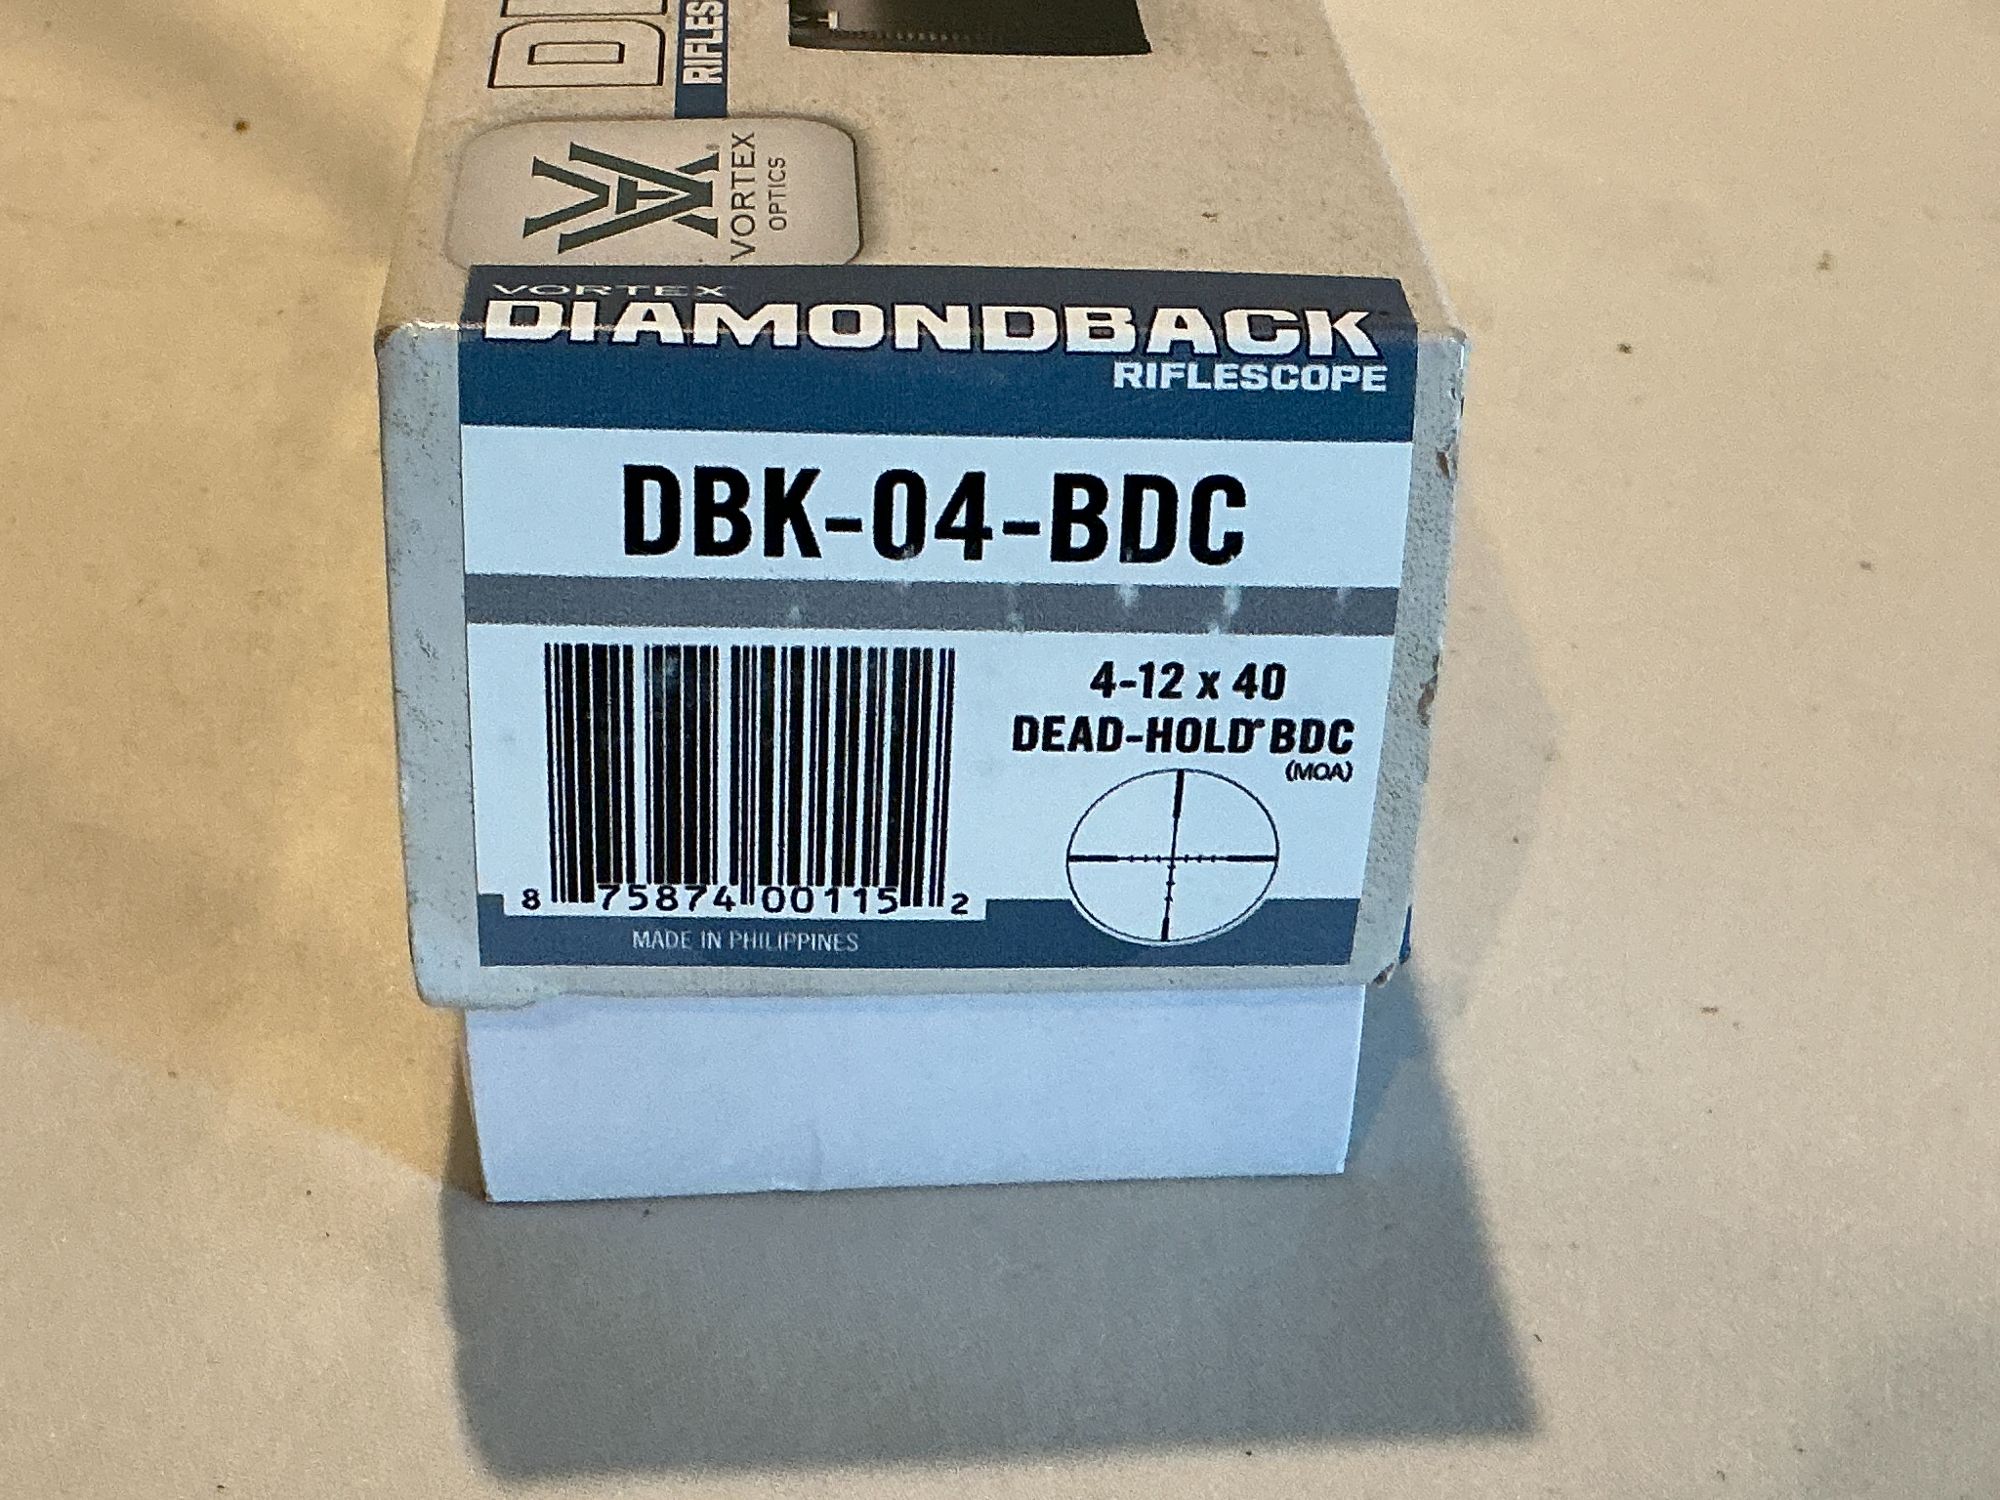 RIFLES
VORTEX
OPTICS
VORTEX
DIAMONDBACK
RIFLESCOPE
DBK-04-BDC
4-12 x 40
DEAD-HOLD BDC
(MOA)
8 75874 00115 2
MADE IN PHILIPPINES